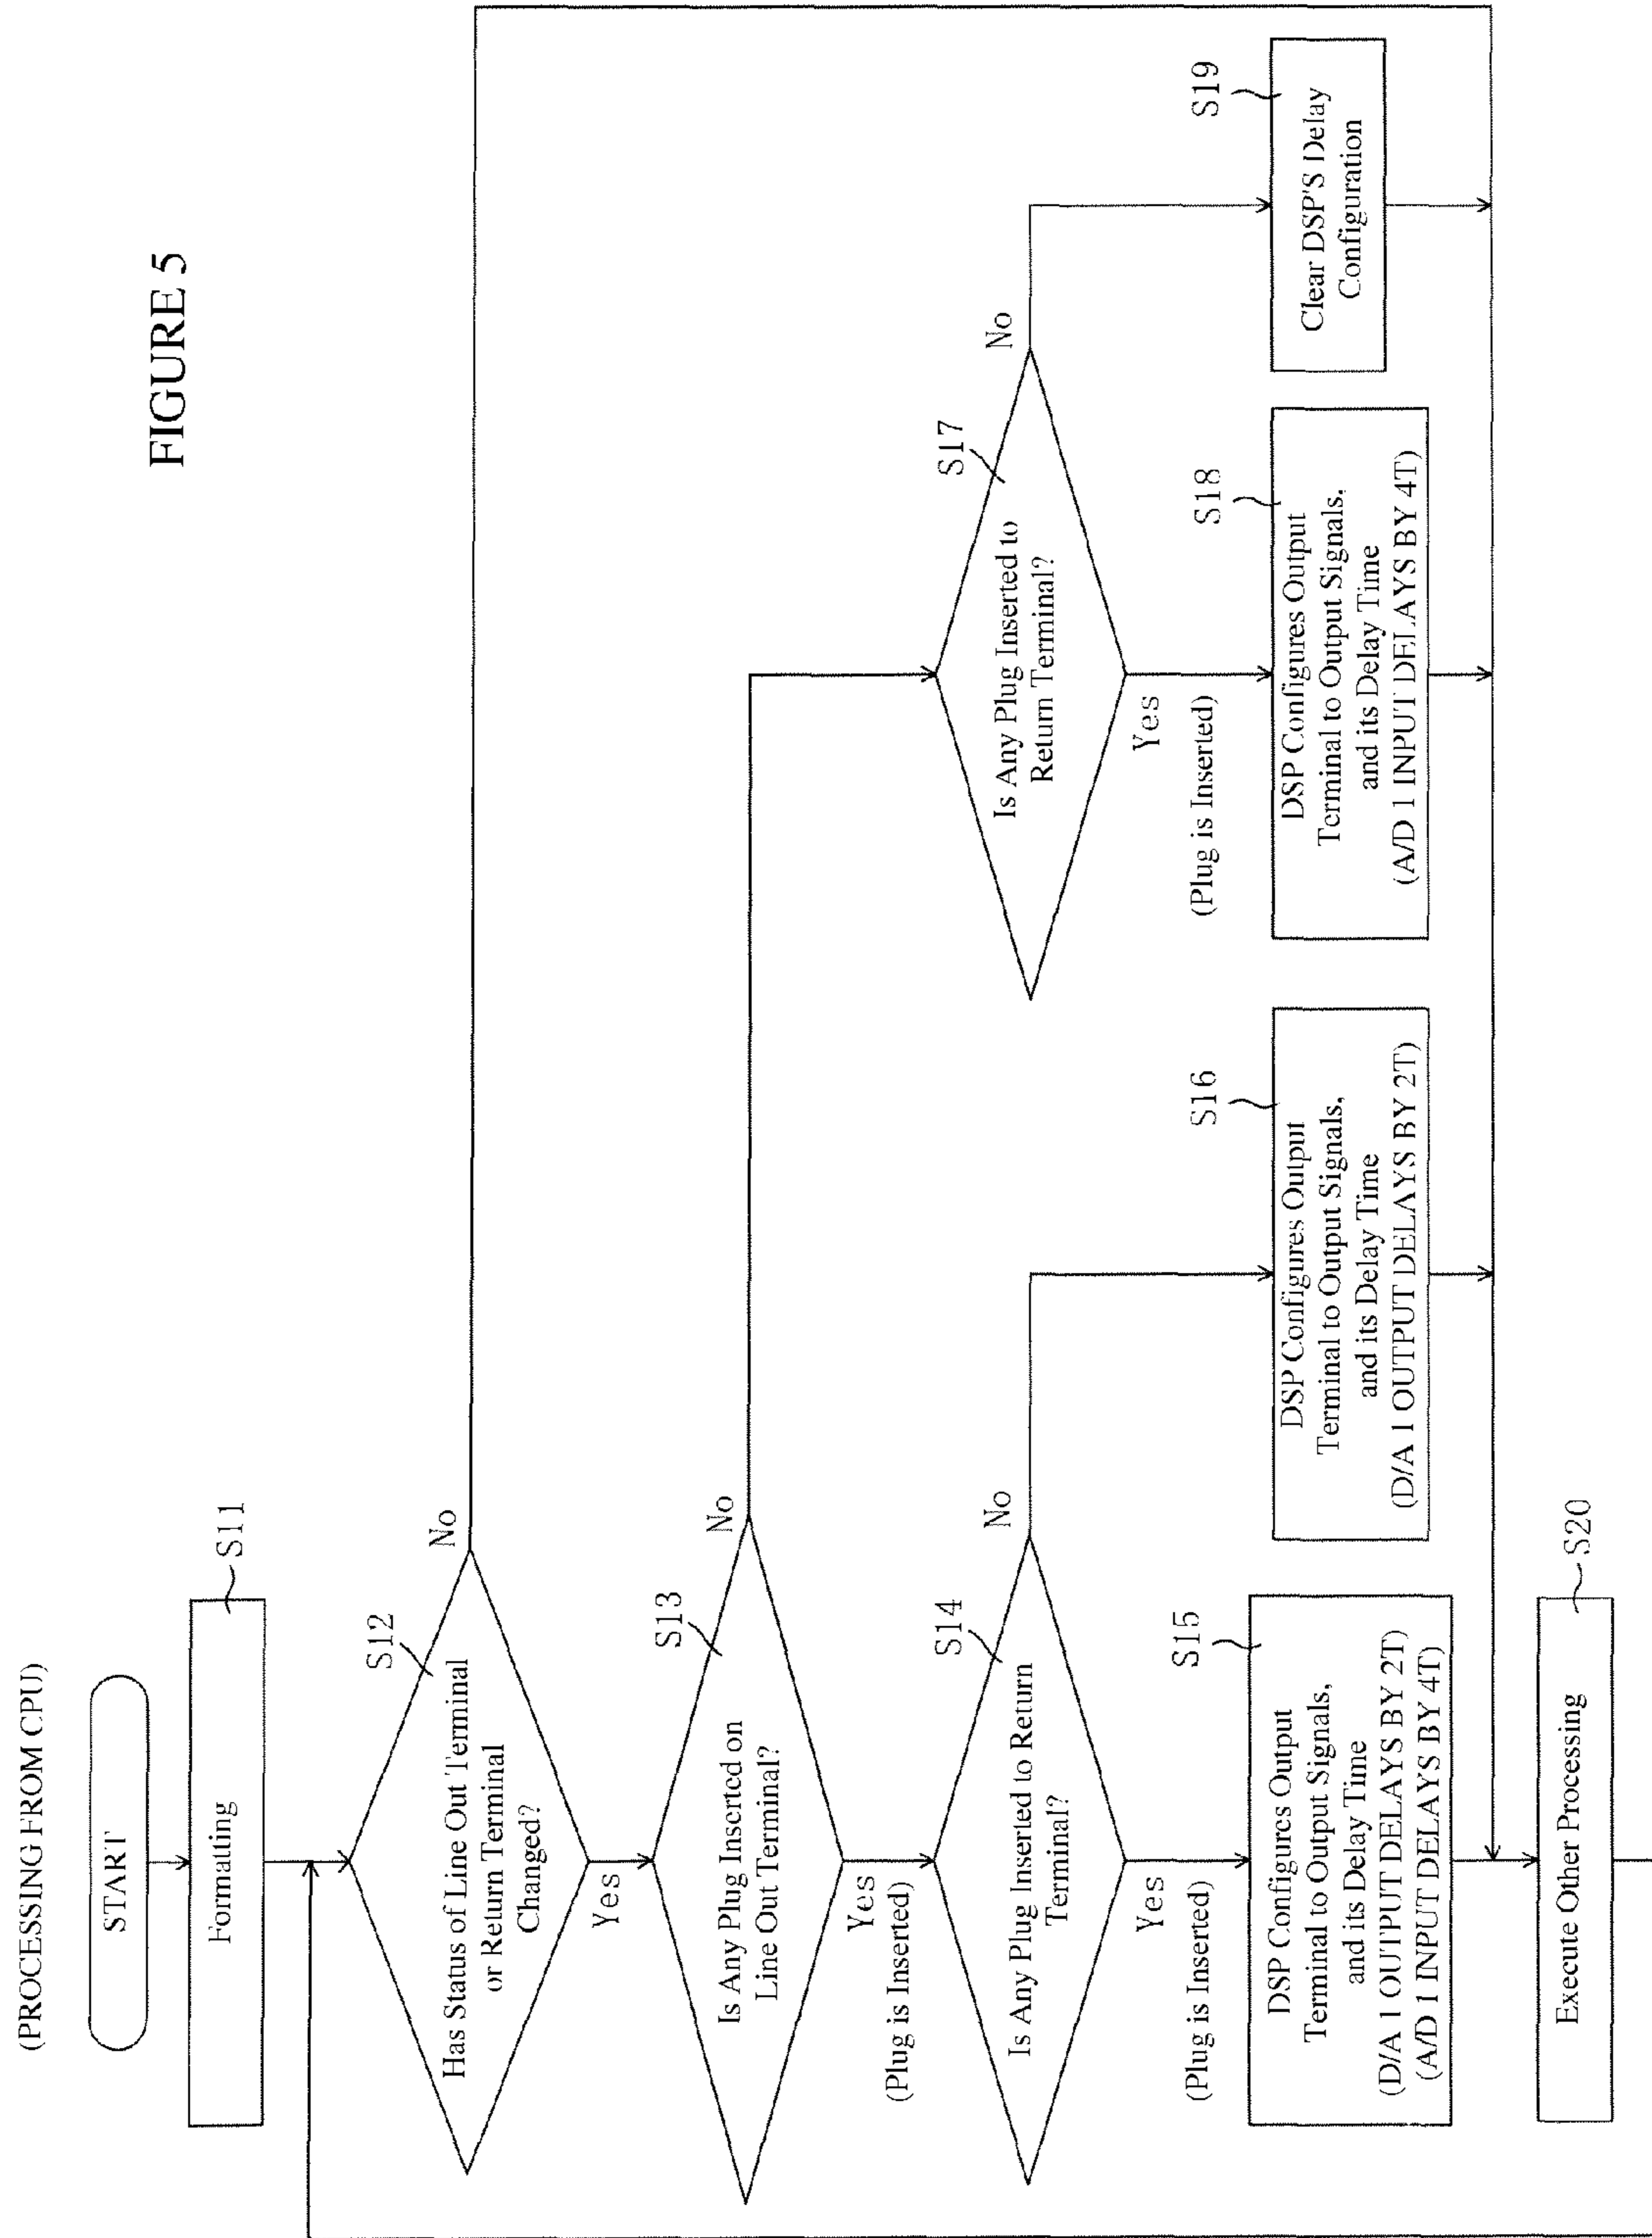 FIGURE 5
(PROCESSING FROM CPU)
START
Formating
S11
S12
Has Status of Line Out Terminal
or Return Terminal
Changed?
No
Yes
S13
Is Any Plug Inserted on
Line Out Terminal?
No
Yes
(Plug is Inserted)
S14
Is Any Plug Inserted to Return
Terminal?
No
Yes
(Plug is Inserted)
S17
Is Any Plug Inserted to
Return Terminal?
No
Yes
(Plug is Inserted)
S15
DSP Configures Output
Terminal to Output Signals,
and its Delay Time
(D/A 1 OUTPUT DELAYS BY 2T)
(A/D 1 INPUT DELAYS BY 4T)
S16
DSP Configures Output
Terminal to Output Signals,
and its Delay Time
(D/A 1 OUTPUT DELAYS BY 2T)
S18
DSP Configures Output
Terminal to Output Signals,
and its Delay Time
(A/D 1 INPUT DELAYS BY 4T)
S19
Clear DSP'S Delay
Configuration
Execute Other Processing
S20